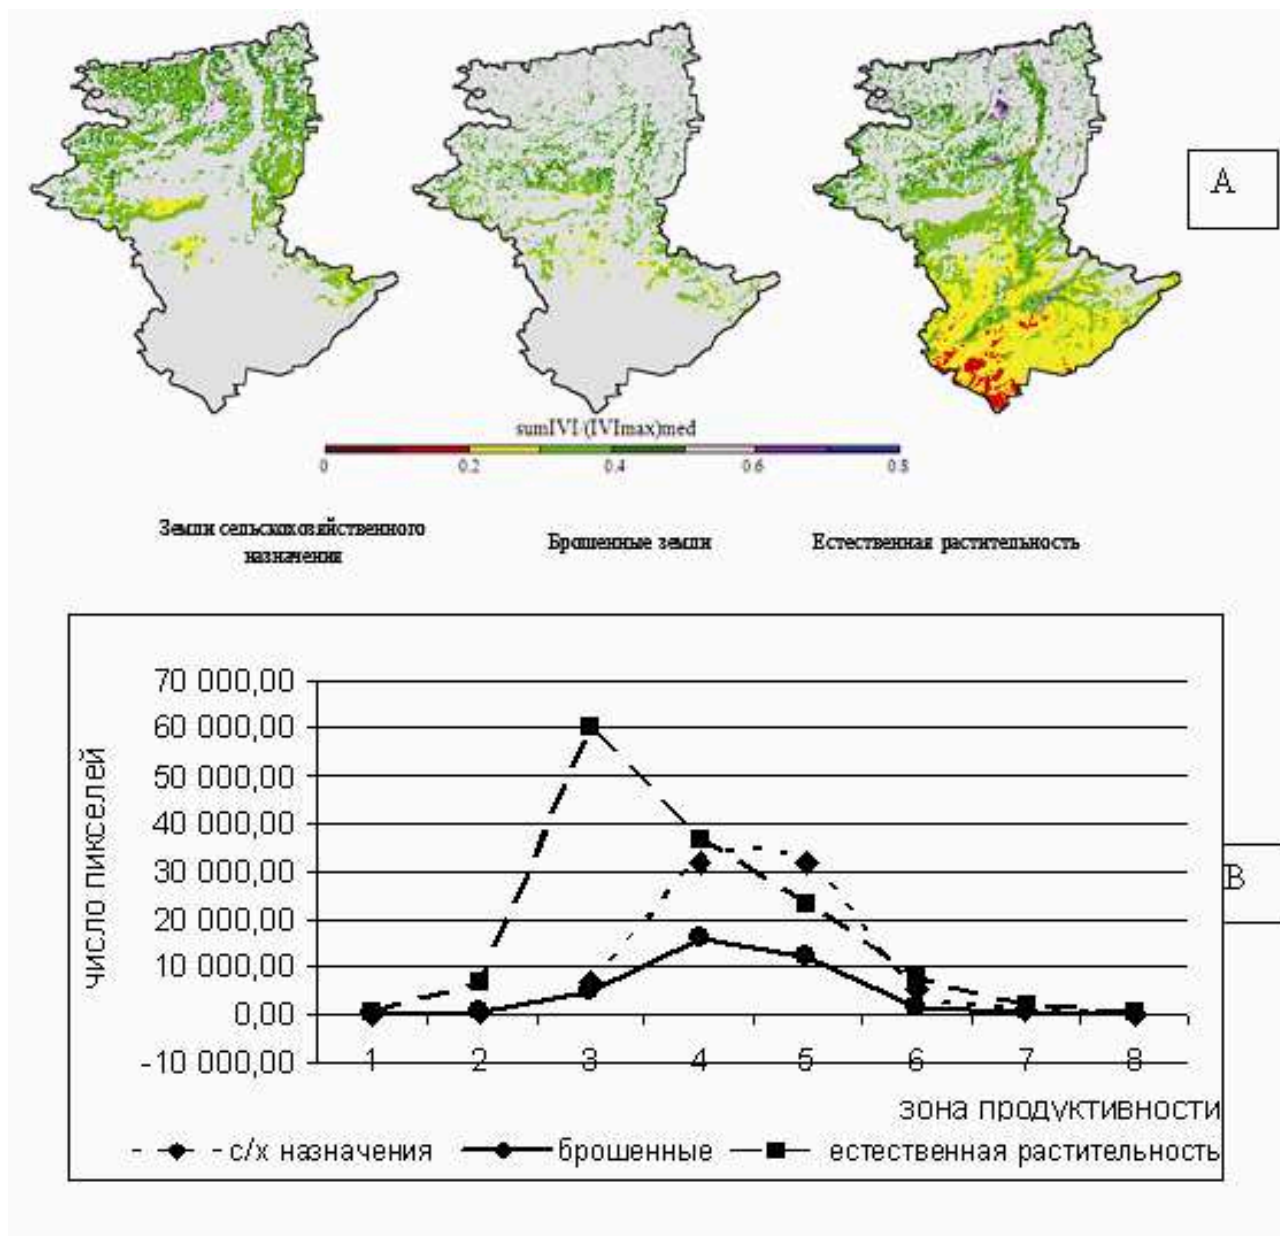 A
sumIVI (IVImax)med
0 0.2 0.4 0.6 0.8
Земли сельскохозяйственного
назначения
Брошенные земли
Естественная растительность
70 000,00
60 000,00
50 000,00
40 000,00
30 000,00
20 000,00
10 000,00
0,00
-10 000,00
число пикселей
1 2 3 4 5 6 7 8
зона продуктивности
с/х назначения брошенные естественная растительность
B